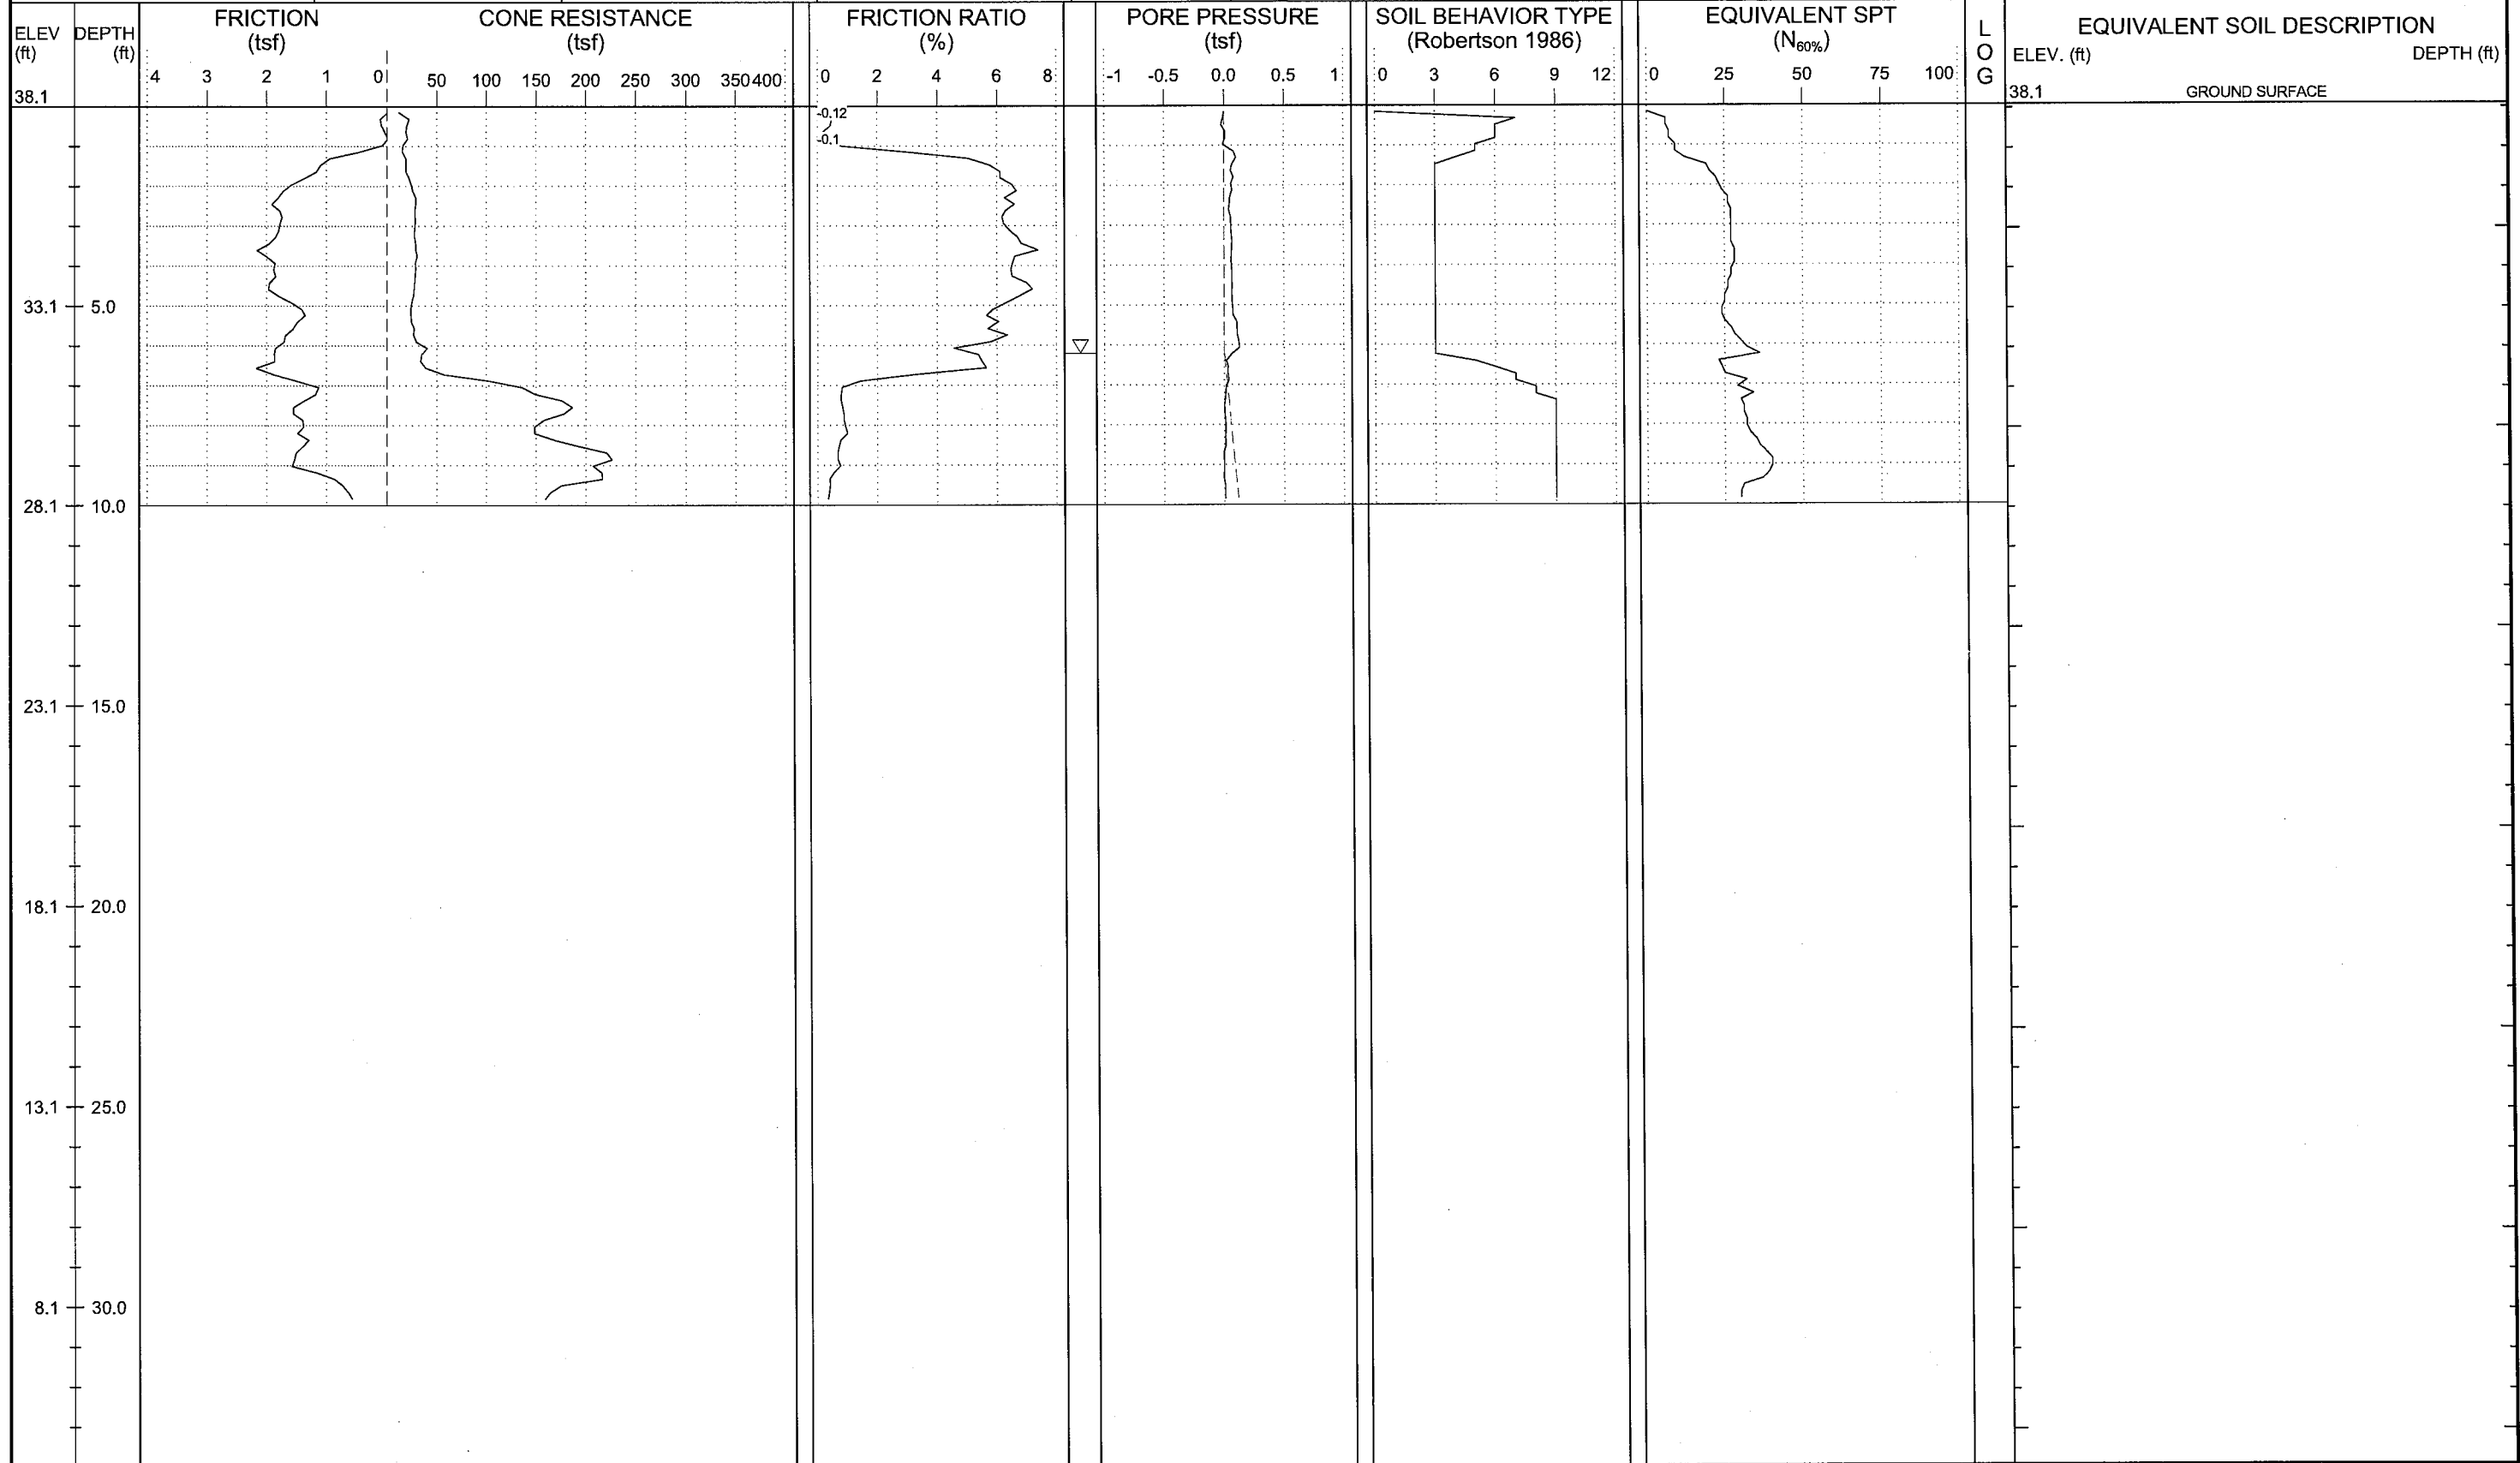 FRICTION CONE RESISTANCE FRICTION RATIO PORE PRESSURE SOIL BEHAVIOR TYPE EQUIVALENT SPT L EQUIVALENT SOIL DESCRIPTION
ELEV DEPTH (tsf) (tsf) (%) (tsf) (Robertson 1986) (N60%) O
(ft) (ft) ELEV. (ft) DEPTH (ft)
4 3 2 1 0 50 100 150 200 250 300 350 400 0 2 4 6 8 -1 -0.5 0.0 0.5 1 0 3 6 9 12 0 25 50 75 100 G
38.1 38.1 GROUND SURFACE
-0.12
-0.1
33.1 5.0
28.1 10.0
23.1 15.0
18.1 20.0
13.1 25.0
8.1 30.0